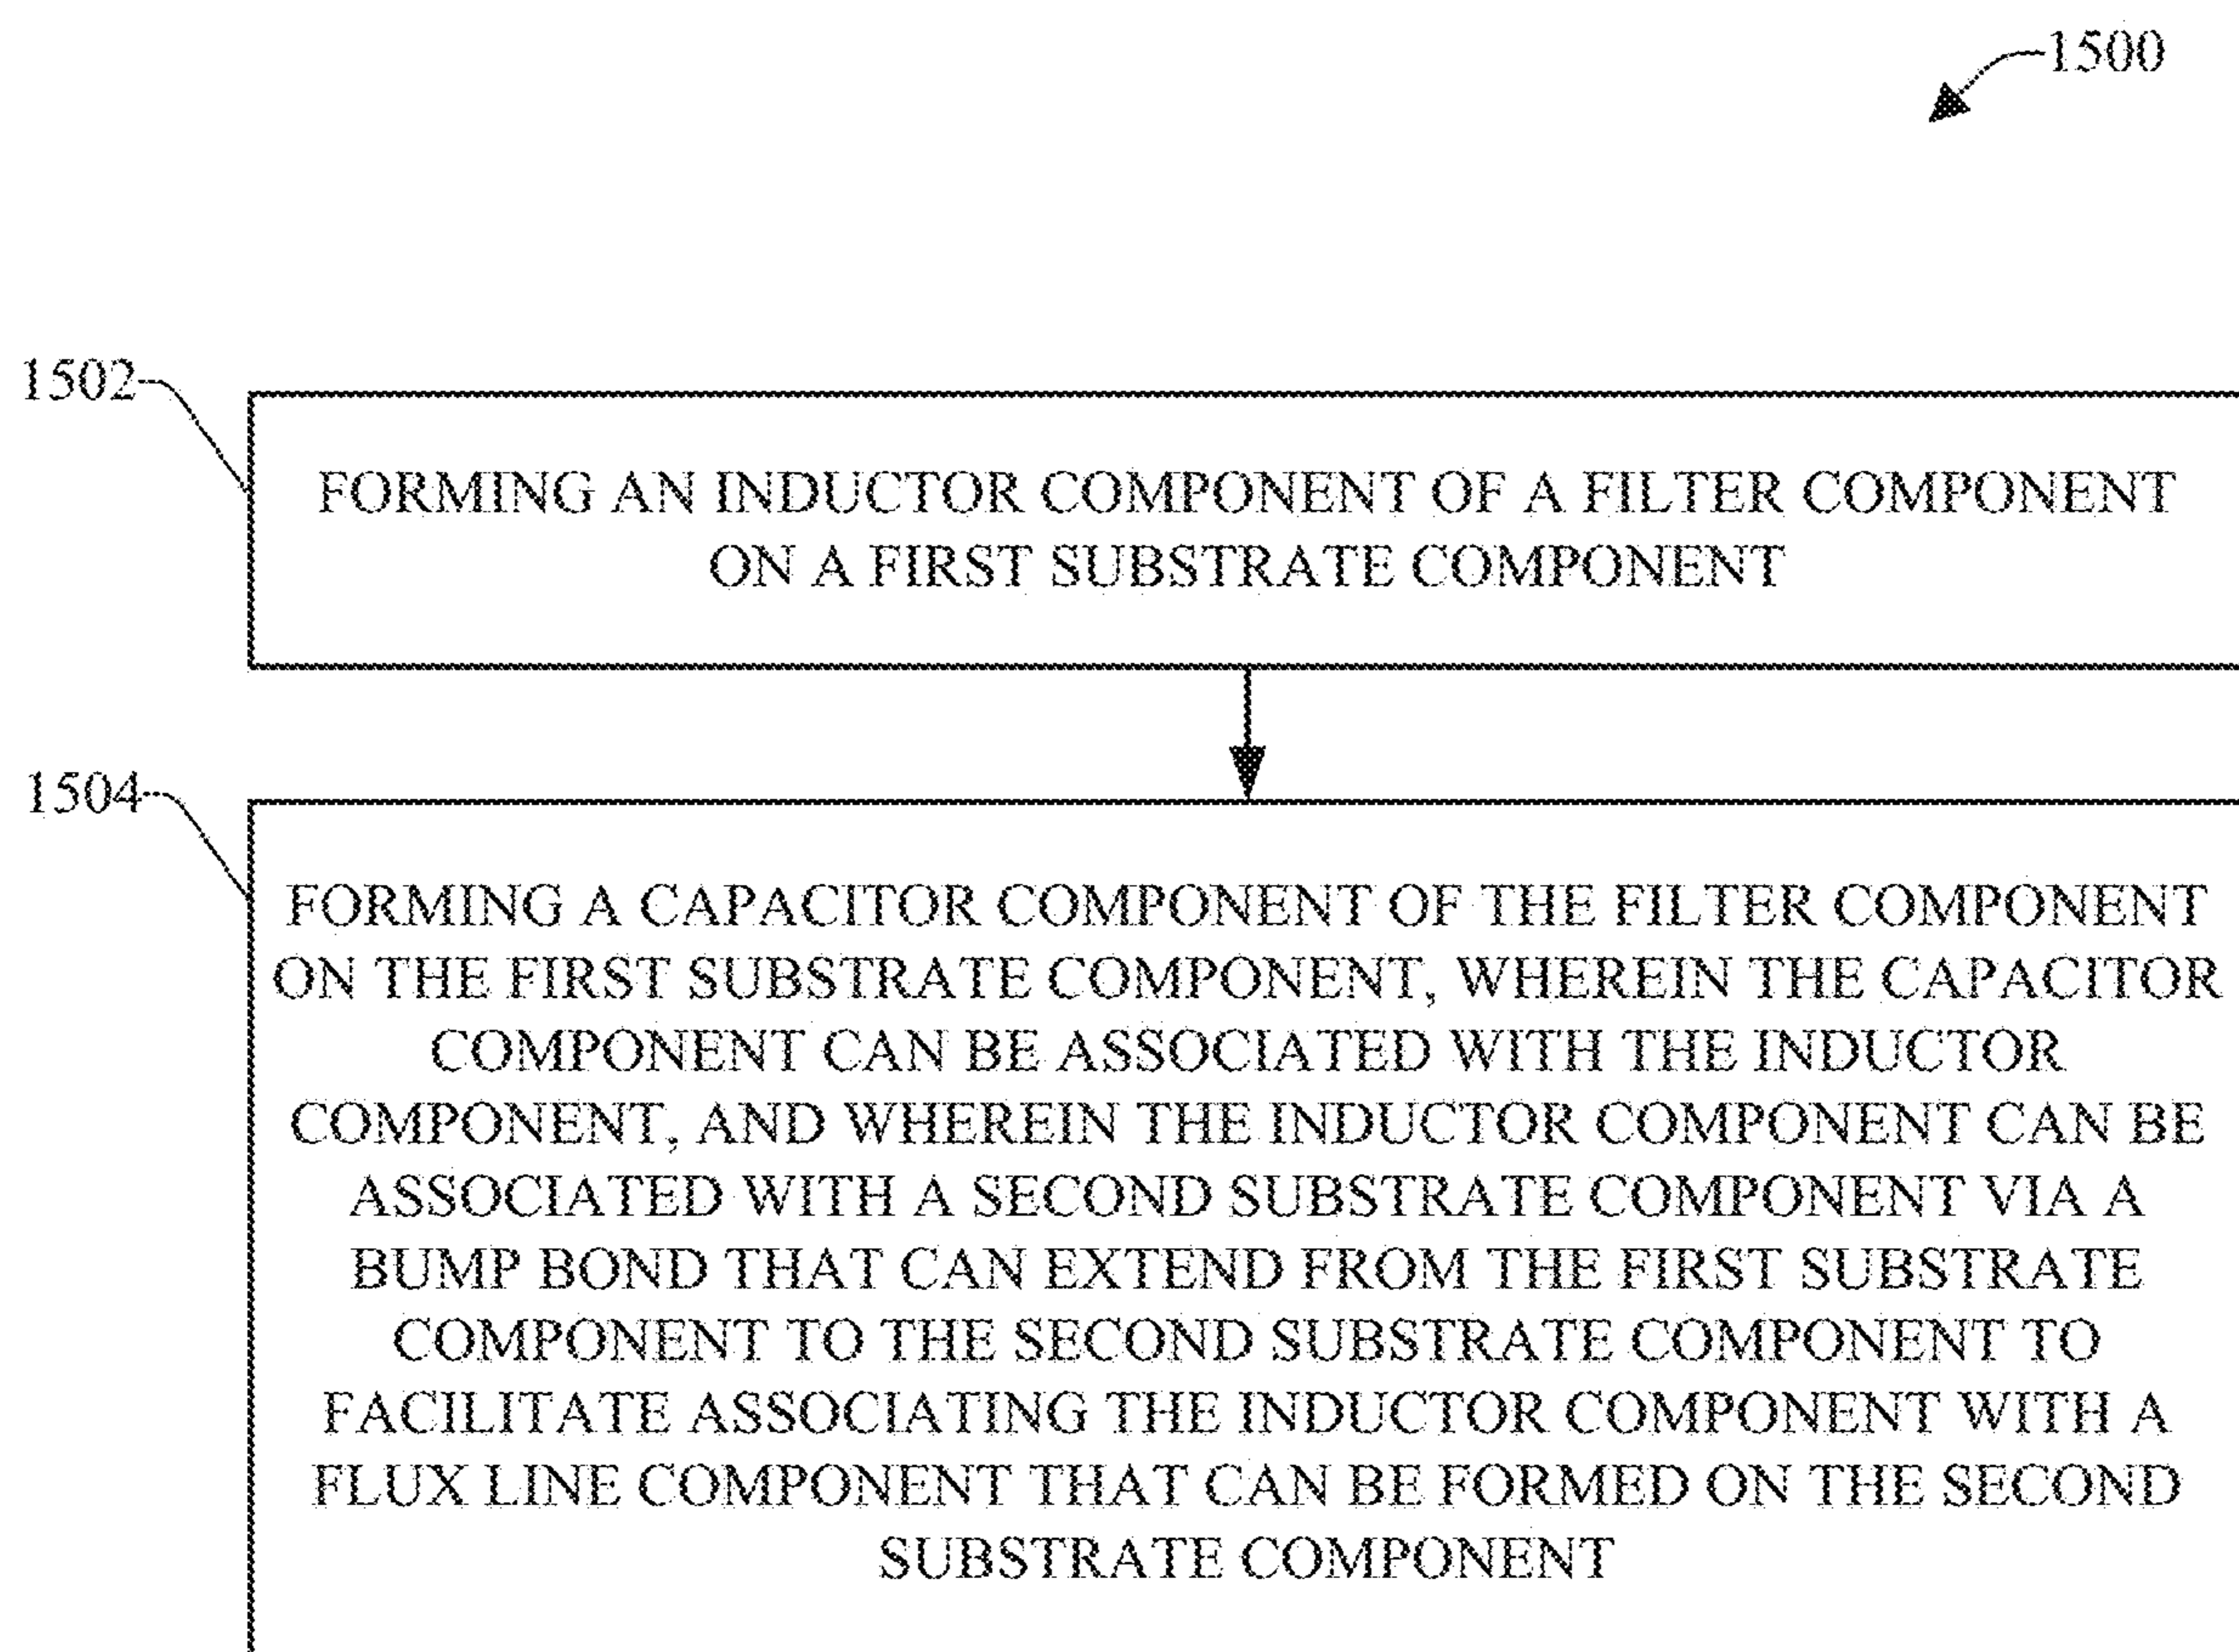 1500
1502
FORMING AN INDUCTOR COMPONENT OF A FILTER COMPONENT
ON A FIRST SUBSTRATE COMPONENT
1504
FORMING A CAPACITOR COMPONENT OF THE FILTER COMPONENT
ON THE FIRST SUBSTRATE COMPONENT, WHEREIN THE CAPACITOR
COMPONENT CAN BE ASSOCIATED WITH THE INDUCTOR
COMPONENT, AND WHEREIN THE INDUCTOR COMPONENT CAN BE
ASSOCIATED WITH A SECOND SUBSTRATE COMPONENT VIA A
BUMP BOND THAT CAN EXTEND FROM THE FIRST SUBSTRATE
COMPONENT TO THE SECOND SUBSTRATE COMPONENT TO
FACILITATE ASSOCIATING THE INDUCTOR COMPONENT WITH A
FLUX LINE COMPONENT THAT CAN BE FORMED ON THE SECOND
SUBSTRATE COMPONENT